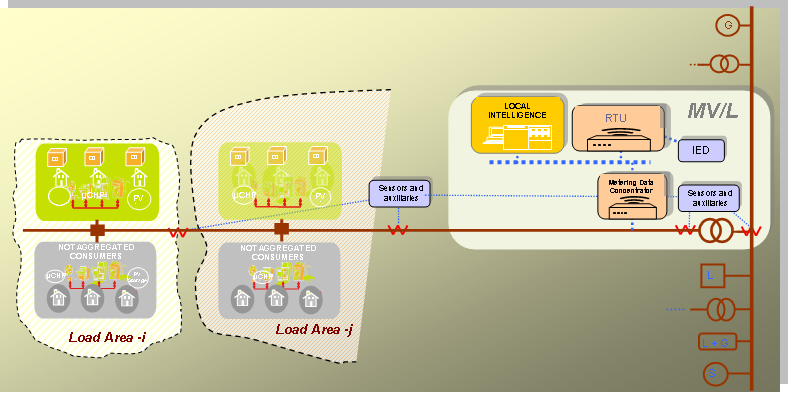 G
LOCAL
INTELLIGENCE
RTU
MV/L
IED
Metering Data
Concentrator
Sensors and
auxiliaries
Sensors and
auxiliaries
PV
NOT AGGREGATED
CONSUMERS
Load Area -i
µCHP
PV
NOT AGGREGATED
CONSUMERS
Load Area -j
L
L + G
S